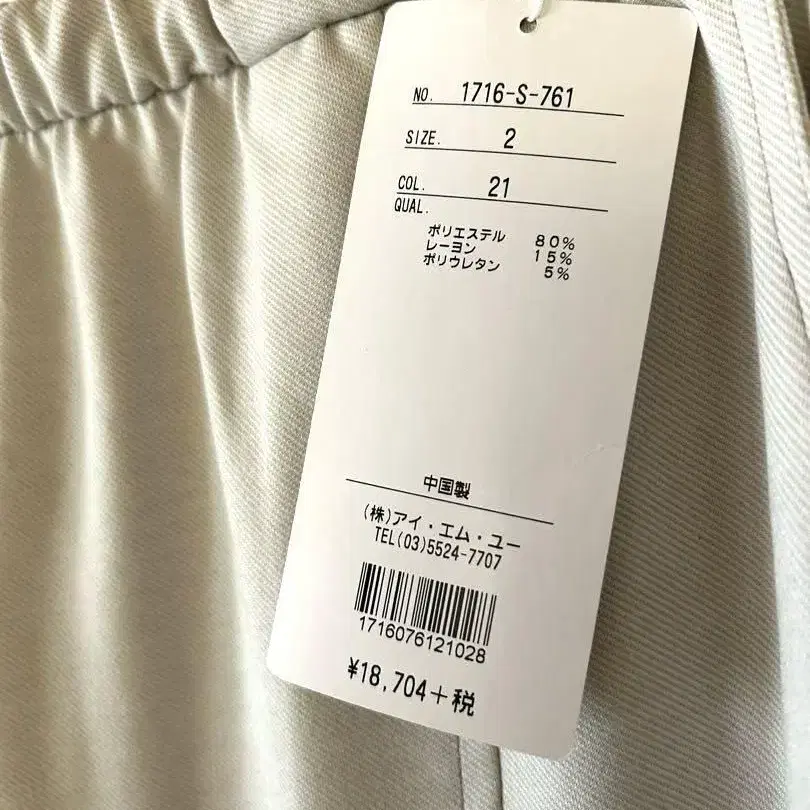 NO. 1716-S-761
SIZE. 2
COL. 21
QUAL.
ポリエステル 80%
レーヨン 15%
ポリウレタン 5%
中国製
(株)アイ・エム・ユー
TEL(03)5524-7707
1716076121028
¥18,704+税